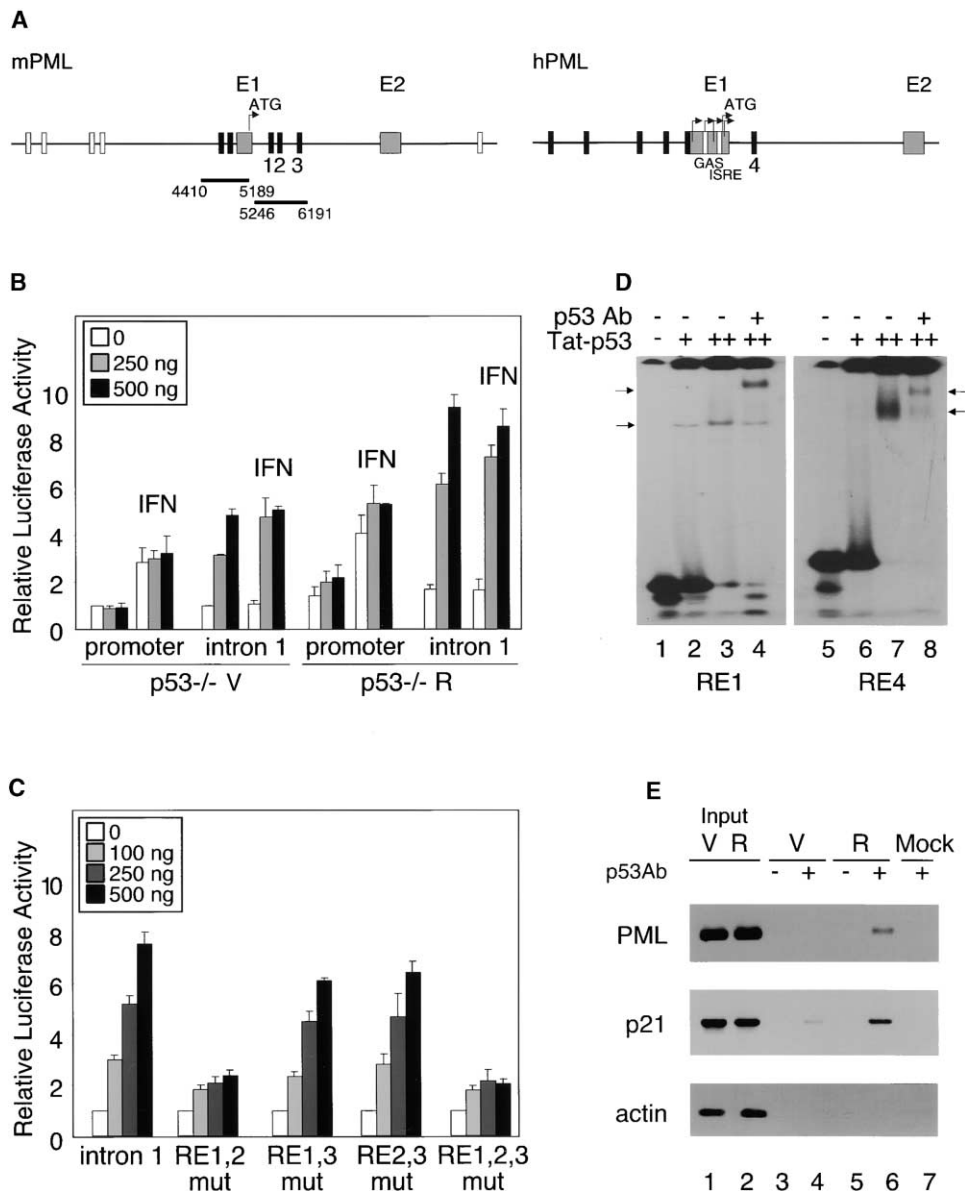 A
mPML
E1
E2
ATG
12 3
4410 5189
5246 6191
hPML
E1
E2
ATG
GAS
ISRE
4
B
Relative Luciferase Activity
0
250 ng
500 ng
10
8
6
4
2
0
IFN
IFN
IFN
IFN
promoter intron 1 promoter intron 1
p53-/- V p53-/- R
D
p53 Ab - - - + - - - +
Tat-p53 - + ++ ++ - + ++ ++
1 2 3 4 5 6 7 8
RE1 RE4
C
Relative Luciferase Activity
0
100 ng
250 ng
500 ng
10
8
6
4
2
0
intron 1 RE1,2 RE1,3 RE2,3 RE1,2,3
mut mut mut mut
E
Input
V R V R Mock
p53Ab - + - + +
PML
p21
actin
1 2 3 4 5 6 7